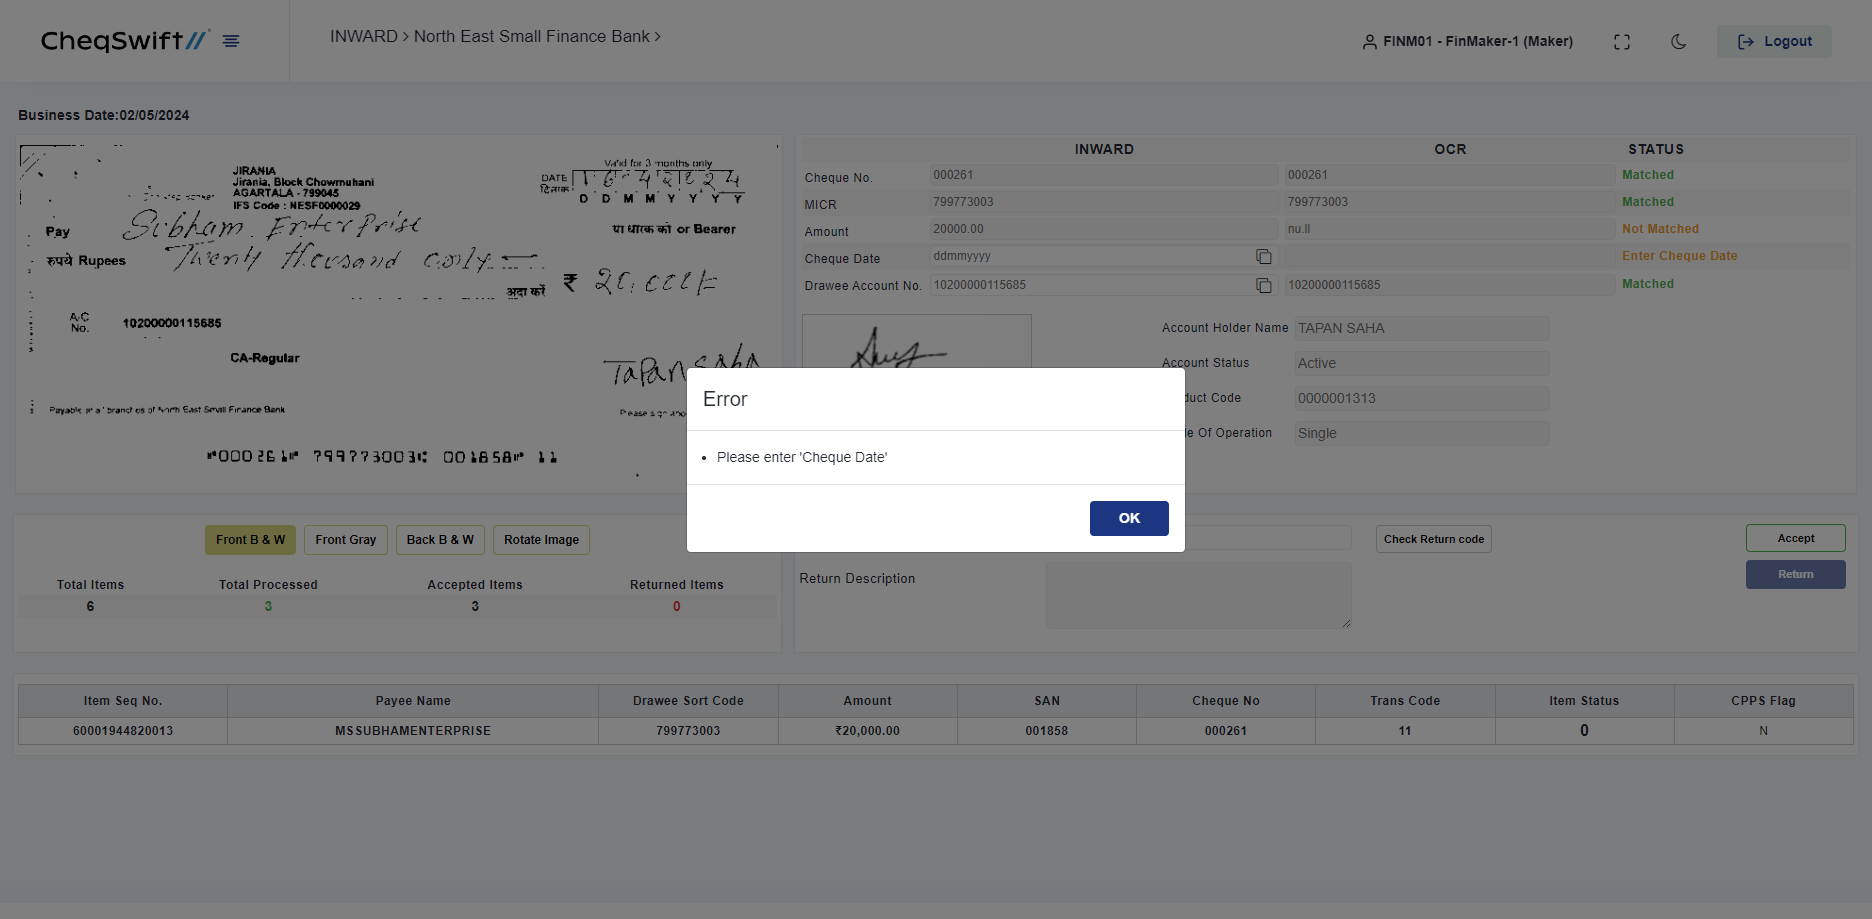 CheqSwift
INWARD > North East Small Finance Bank >
FINM01 - FinMaker-1 (Maker)
Logout
Business Date:02/05/2024
JIRANIA
Jirania, Block Chowmuhani
AGARTALA - 799045
IFS Code : NESF0000029
Valid for 3 months only
DATE
दिनांक
D D M M Y Y Y Y
Pay Subham Enterprise
या धारक को or Bearer
रुपये Rupees Twenty thousand only
अदा करें ₹ 20,000/-
A/C No. 10200000115685
CA-Regular
TAPAN SAHA
Payable at all branches of North East Small Finance Bank
Please sign above
⑈000261⑈ 799773003⑆ 001858⑈ 11
INWARD OCR STATUS
Cheque No. 000261 000261 Matched
MICR 799773003 799773003 Matched
Amount 20000.00 nu.ll Not Matched
Cheque Date ddmmyyyy Enter Cheque Date
Drawee Account No. 10200000115685 10200000115685 Matched
Account Holder Name TAPAN SAHA
Account Status Active
duct Code 0000001313
e Of Operation Single
Error
Please enter 'Cheque Date'
OK
Front B & W Front Gray Back B & W Rotate Image
Total Items Total Processed Accepted Items Returned Items
6 3 3 0
Check Return code
Accept
Return Description
Return
Item Seq No. Payee Name Drawee Sort Code Amount SAN Cheque No Trans Code Item Status CPPS Flag
60001944820013 MSSUBHAMENTERPRISE 799773003 ₹20,000.00 001858 000261 11 0 N